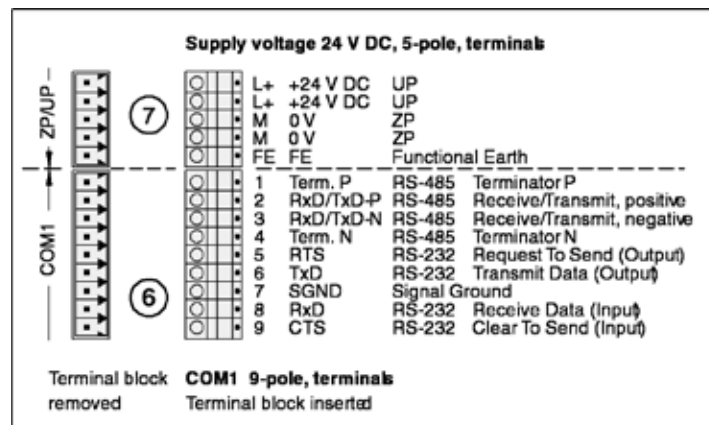 Supply voltage 24 V DC, 5-pole, terminals
ZP/UP
7
L+ +24 V DC UP
L+ +24 V DC UP
M 0 V ZP
M 0 V ZP
FE FE Functional Earth
COM1
6
1 Term. P RS-485 Terminator P
2 RxD/TxD-P RS-485 Receive/Transmit, positive
3 RxD/TxD-N RS-485 Receive/Transmit, negative
4 Term. N RS-485 Terminator N
5 RTS RS-232 Request To Send (Output)
6 TxD RS-232 Transmit Data (Output)
7 SGND Signal Ground
8 RxD RS-232 Receive Data (Input)
9 CTS RS-232 Clear To Send (Input)
Terminal block removed
COM1 9-pole, terminals
Terminal block inserted